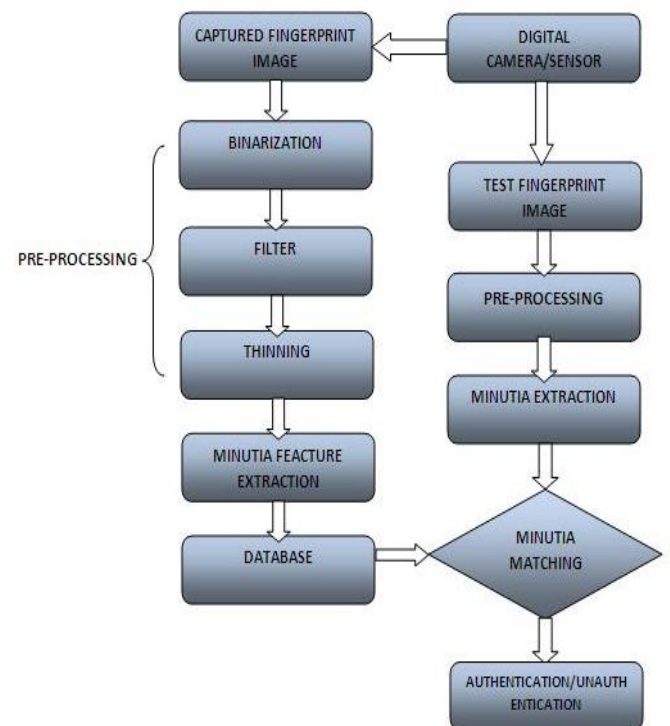 CAPTURED FINGERPRINT
IMAGE
DIGITAL
CAMERA/SENSOR
BINARIZATION
TEST FINGERPRINT
IMAGE
FILTER
PRE-PROCESSING
PRE-PROCESSING
THINNING
MINUTIA EXTRACTION
MINUTIA FEACTURE
EXTRACTION
DATABASE
MINUTIA
MATCHING
AUTHENTICATION/UNAUTH
ENTICATION